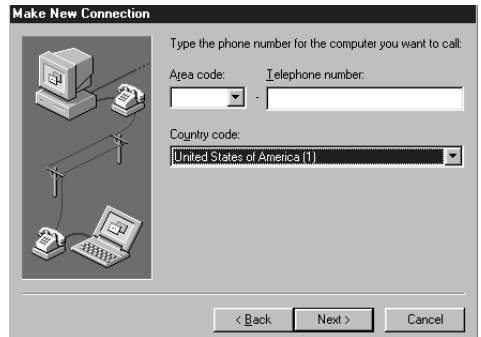 Make New Connection
Type the phone number for the computer you want to call:
Area code: Telephone number:
-
Country code:
United States of America (1)
< Back Next > Cancel